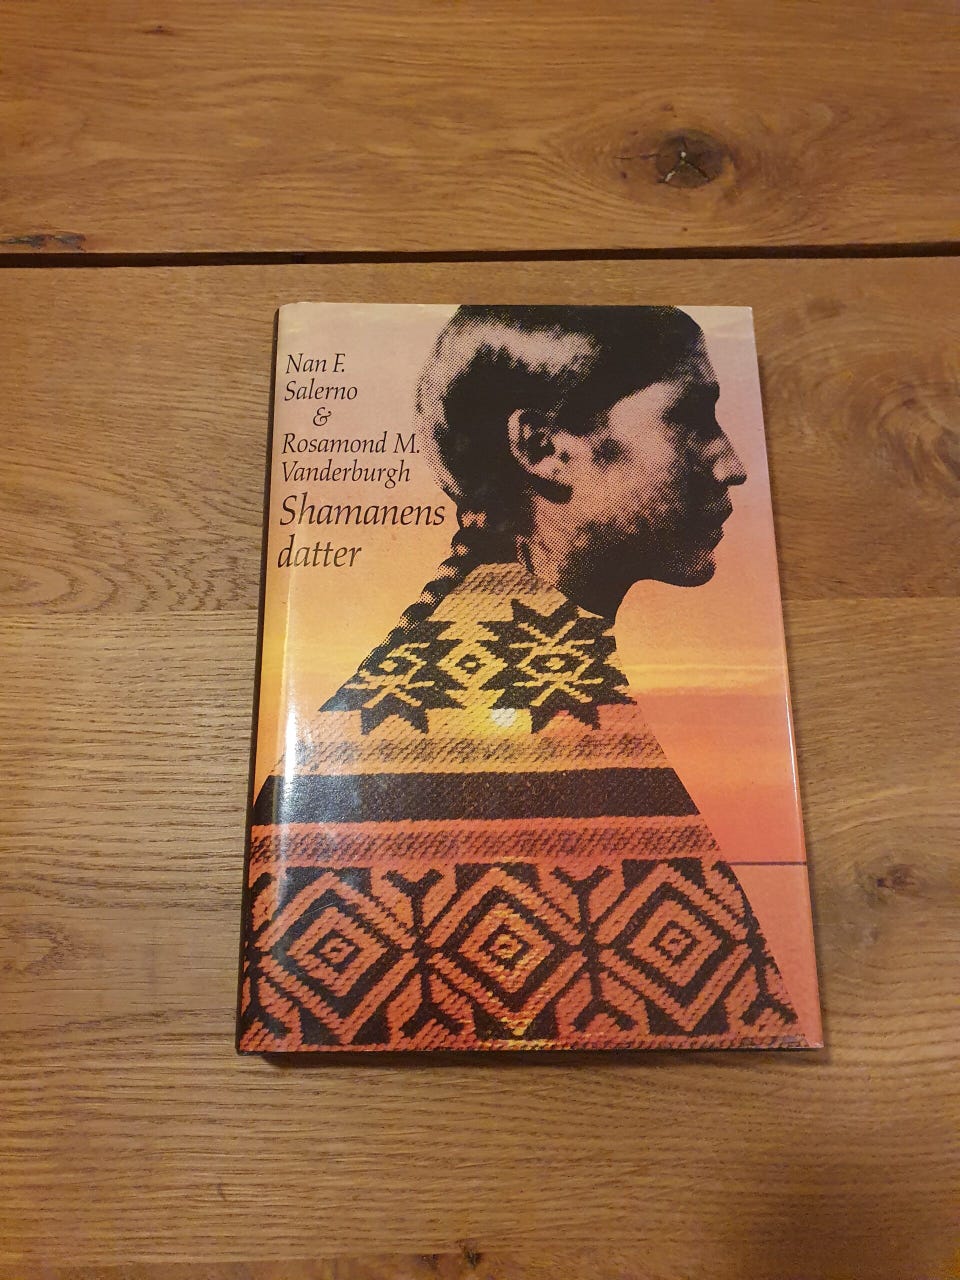 Nan F.
Salerno
&
Rosamond M.
Vanderburgh
Shamanens
datter